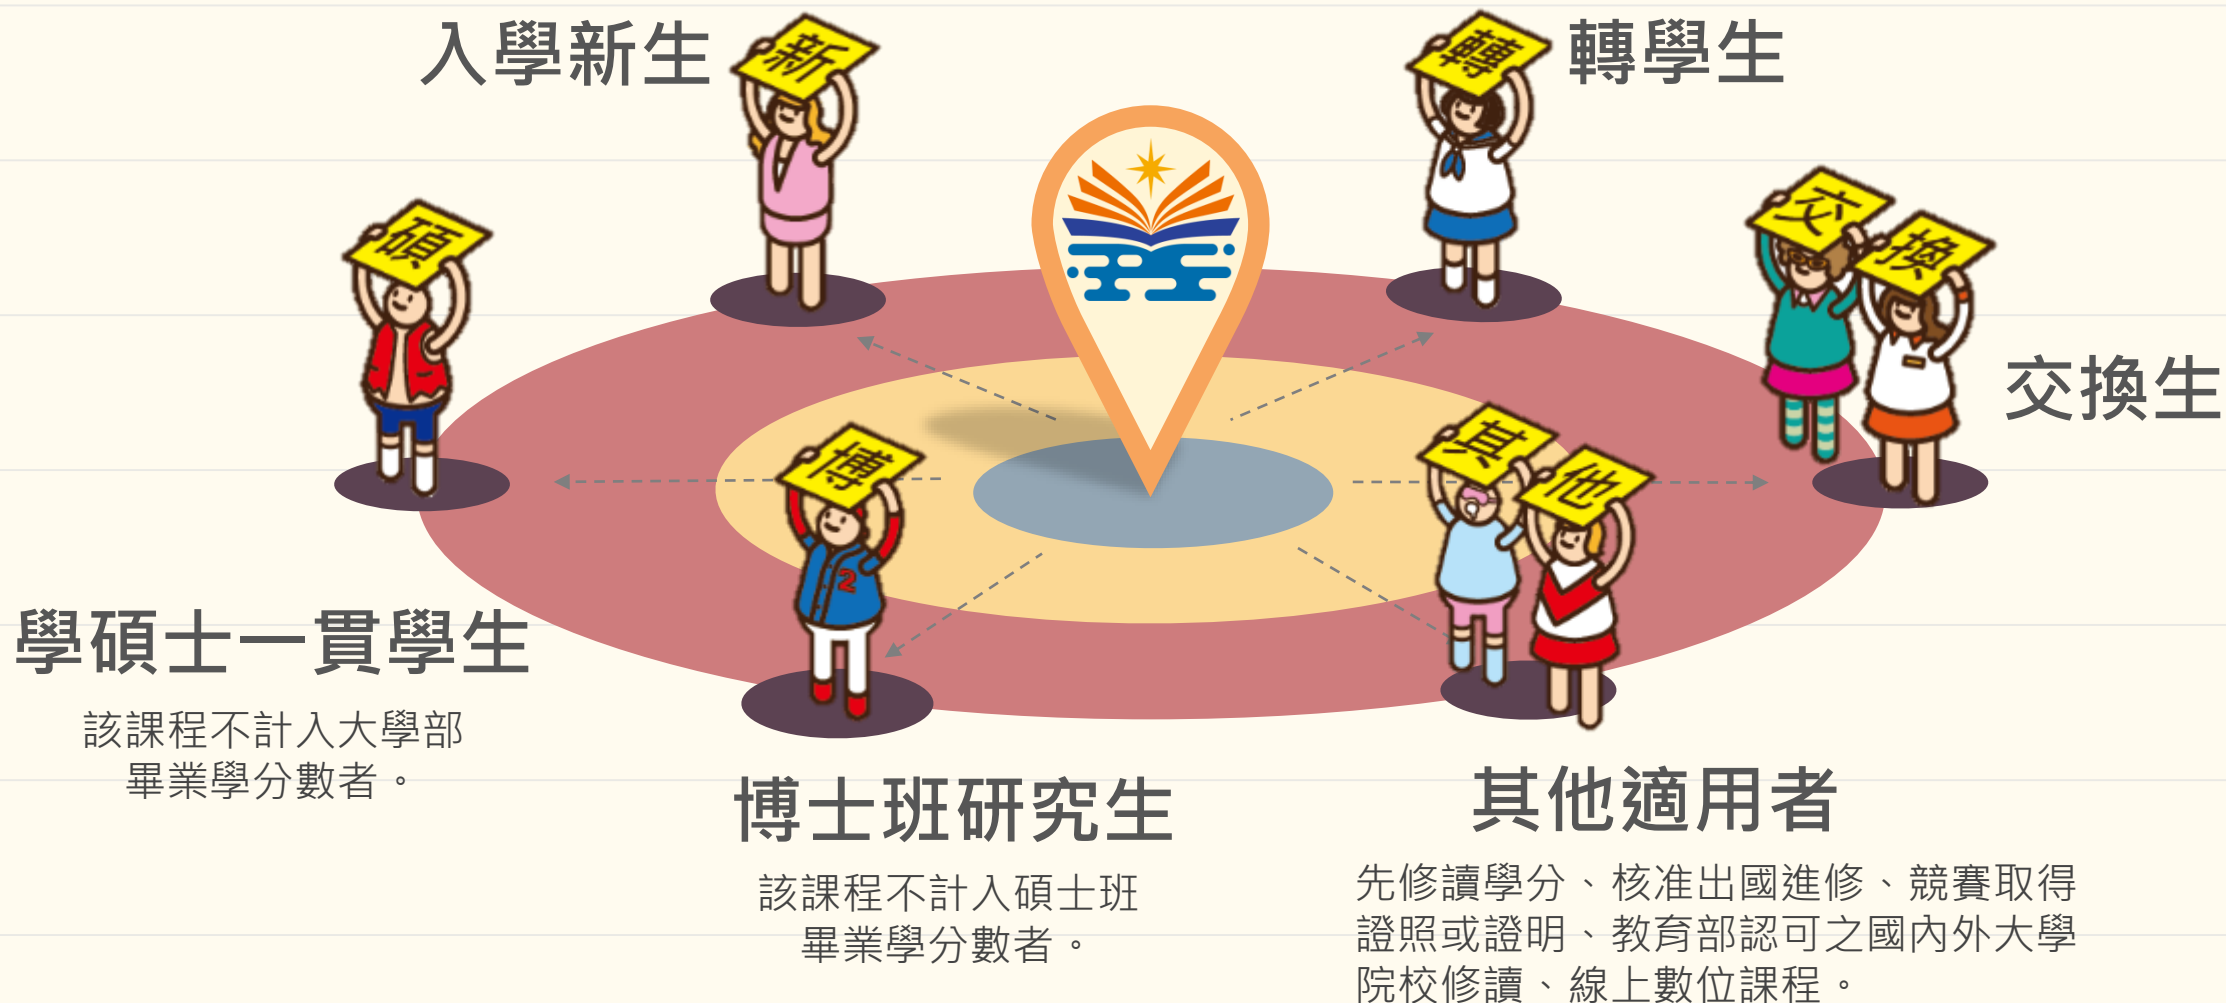 入學新生
新
轉
轉學生
碩
交
換
交換生
博
其
他
2
學碩士一貫學生
該課程不計入大學部
畢業學分數者。
博士班研究生
該課程不計入碩士班
畢業學分數者。
其他適用者
先修讀學分、核准出國進修、競賽取得
證照或證明、教育部認可之國內外大學
院校修讀、線上數位課程。